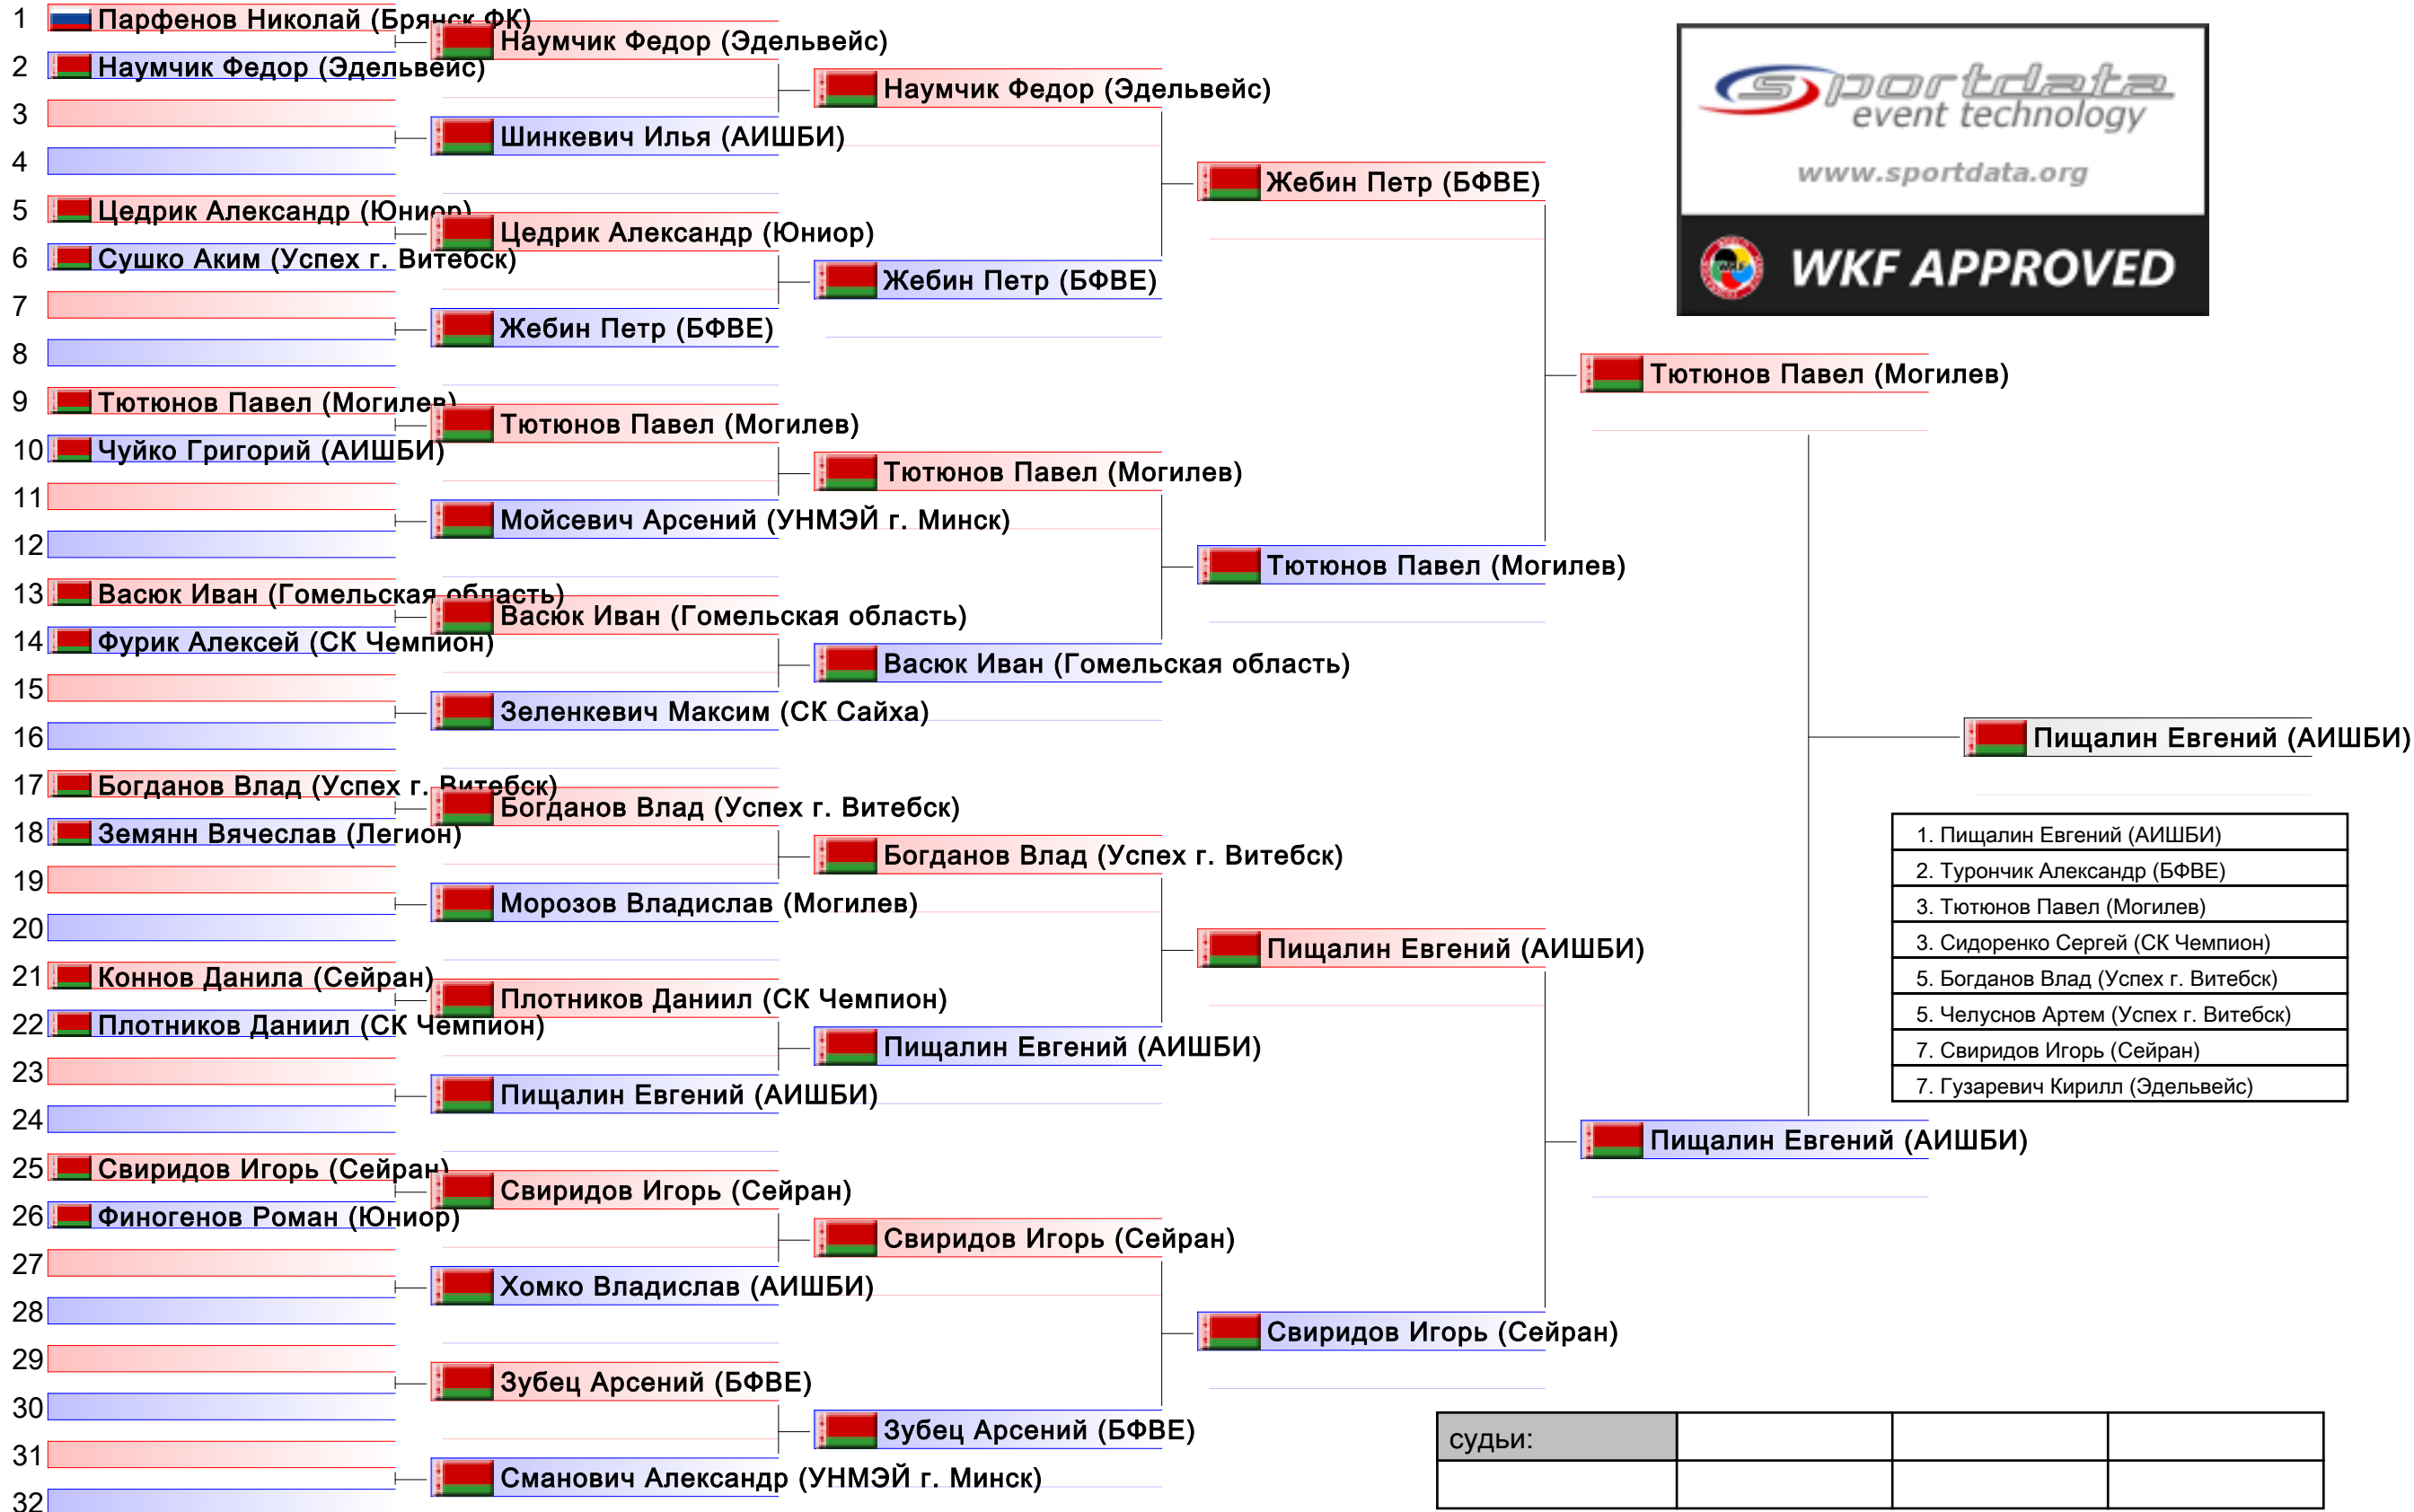 1 Парфенов Николай (Брянск ФК)
2 Наумчик Федор (Эдельвейс)
3
4
5 Цедрик Александр (Юниор)
6 Сушко Аким (Успех г. Витебск)
7
8
9 Тютюнов Павел (Могилев)
10 Чуйко Григорий (АИШБИ)
11
12
13 Васюк Иван (Гомельская область)
14 Фурик Алексей (СК Чемпион)
15
16
17 Богданов Влад (Успех г. Витебск)
18 Земянн Вячеслав (Легион)
19
20
21 Коннов Данила (Сейран)
22 Плотников Даниил (СК Чемпион)
23
24
25 Свиридов Игорь (Сейран)
26 Финогенов Роман (Юниор)
27
28
29
30
31
32
Наумчик Федор (Эдельвейс)
Шинкевич Илья (АИШБИ)
Цедрик Александр (Юниор)
Жебин Петр (БФВЕ)
Тютюнов Павел (Могилев)
Мойсевич Арсений (УНМЭЙ г. Минск)
Васюк Иван (Гомельская область)
Зеленкевич Максим (СК Сайха)
Богданов Влад (Успех г. Витебск)
Морозов Владислав (Могилев)
Плотников Даниил (СК Чемпион)
Пищалин Евгений (АИШБИ)
Свиридов Игорь (Сейран)
Хомко Владислав (АИШБИ)
Зубец Арсений (БФВЕ)
Сманович Александр (УНМЭЙ г. Минск)
Наумчик Федор (Эдельвейс)
Жебин Петр (БФВЕ)
Тютюнов Павел (Могилев)
Васюк Иван (Гомельская область)
Богданов Влад (Успех г. Витебск)
Пищалин Евгений (АИШБИ)
Свиридов Игорь (Сейран)
Зубец Арсений (БФВЕ)
Жебин Петр (БФВЕ)
Тютюнов Павел (Могилев)
Пищалин Евгений (АИШБИ)
Свиридов Игорь (Сейран)
Тютюнов Павел (Могилев)
Пищалин Евгений (АИШБИ)
Пищалин Евгений (АИШБИ)
sportdata
event technology
www.sportdata.org
WKF
WKF APPROVED
1. Пищалин Евгений (АИШБИ)
2. Турончик Александр (БФВЕ)
3. Тютюнов Павел (Могилев)
3. Сидоренко Сергей (СК Чемпион)
5. Богданов Влад (Успех г. Витебск)
5. Челуснов Артем (Успех г. Витебск)
7. Свиридов Игорь (Сейран)
7. Гузаревич Кирилл (Эдельвейс)
судьи: